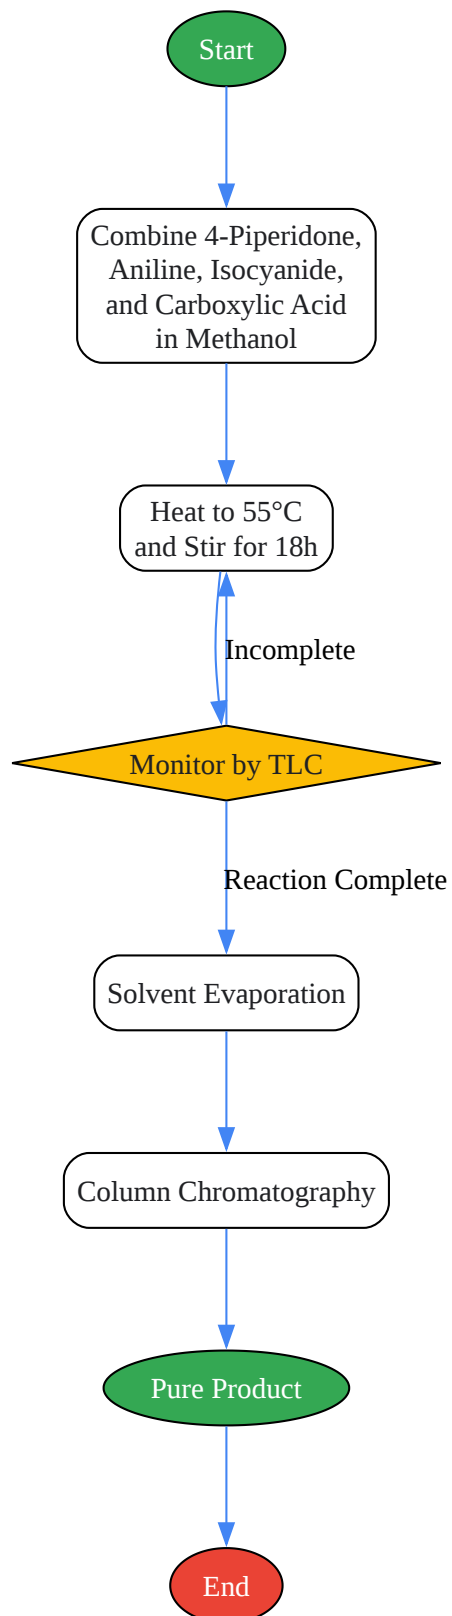 Start
Combine 4-Piperidone,
Aniline, Isocyanide,
and Carboxylic Acid
in Methanol
Heat to 55°C
and Stir for 18h
Incomplete
Monitor by TLC
Reaction Complete
Solvent Evaporation
Column Chromatography
Pure Product
End